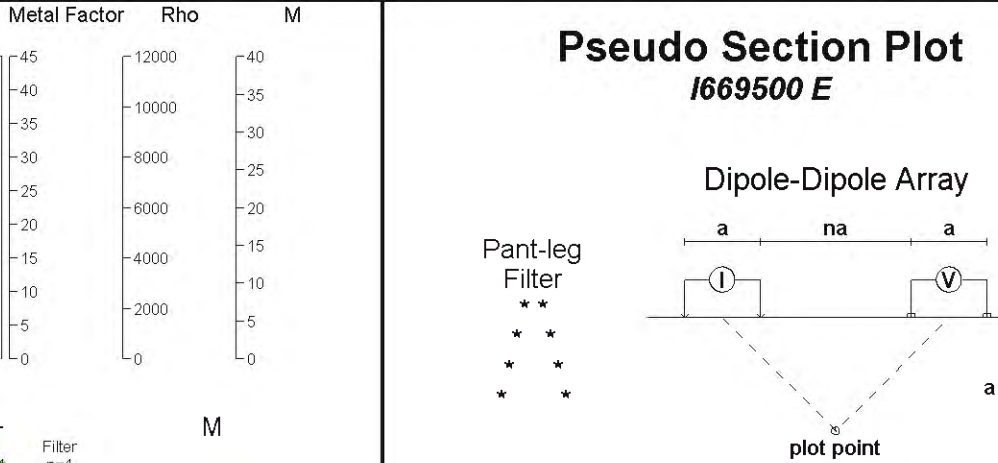 Metal Factor Rho M
45 12000 40
40 10000 35
35 8000 30
30 6000 25
25 4000 20
20 2000 15
15 0 10
10 5
5 0
0
M
Filter
Pseudo Section Plot
I669500 E
Dipole-Dipole Array
a na a
Pant-leg
Filter
I V
* *
* *
* *
* *
a
plot point